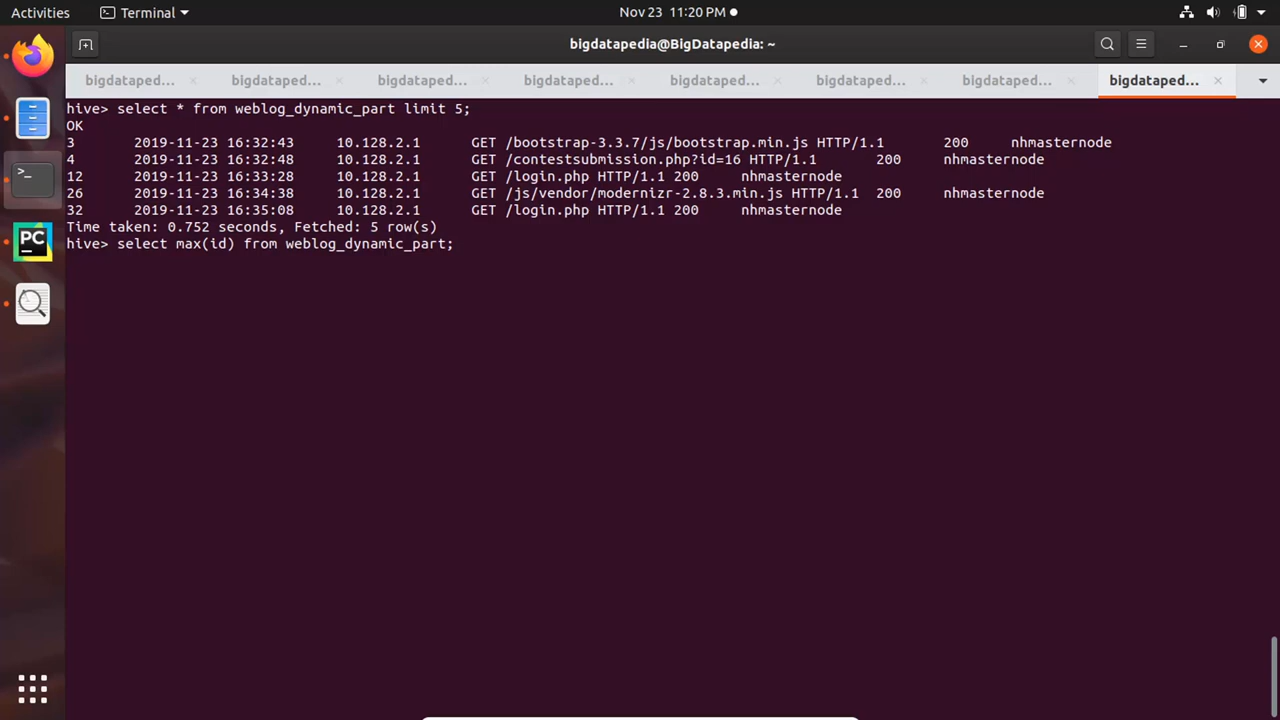 Activities Terminal Nov 23 11:20 PM
bigdatapedia@BigDatapedia: ~
bigdataped... bigdataped... bigdataped... bigdataped... bigdataped... bigdataped... bigdataped... bigdataped...
hive> select * from weblog_dynamic_part limit 5;
OK
3 2019-11-23 16:32:43 10.128.2.1 GET /bootstrap-3.3.7/js/bootstrap.min.js HTTP/1.1 200 nhmasternode
4 2019-11-23 16:32:48 10.128.2.1 GET /contestsubmission.php?id=16 HTTP/1.1 200 nhmasternode
12 2019-11-23 16:33:28 10.128.2.1 GET /login.php HTTP/1.1 200 nhmasternode
26 2019-11-23 16:34:38 10.128.2.1 GET /js/vendor/modernizr-2.8.3.min.js HTTP/1.1 200 nhmasternode
32 2019-11-23 16:35:08 10.128.2.1 GET /login.php HTTP/1.1 200 nhmasternode
Time taken: 0.752 seconds, Fetched: 5 row(s)
hive> select max(id) from weblog_dynamic_part;
>_
PC